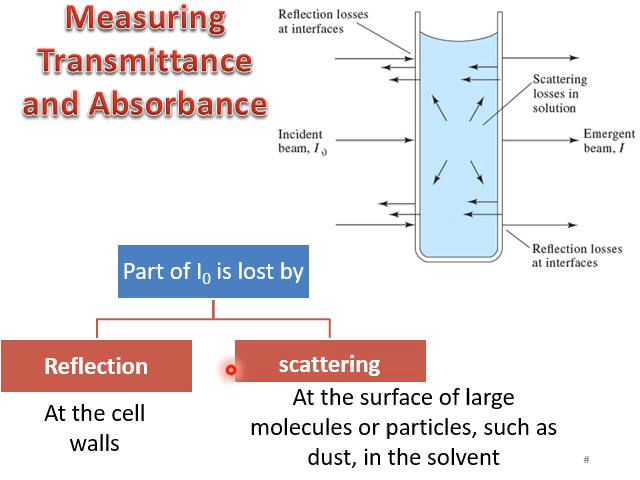 Measuring
Transmittance
and Absorbance
Reflection losses
at interfaces
Scattering
losses in
solution
Incident
beam, I0
Emergent
beam, I
Reflection losses
at interfaces
Part of I0 is lost by
Reflection
scattering
At the cell
walls
At the surface of large
molecules or particles, such as
dust, in the solvent
#